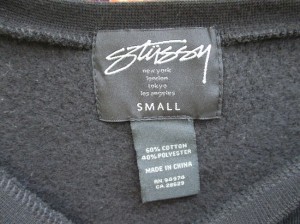 Stüssy
new york
london
tokyo
los angeles
SMALL
60% COTTON
40% POLYESTER
MADE IN CHINA